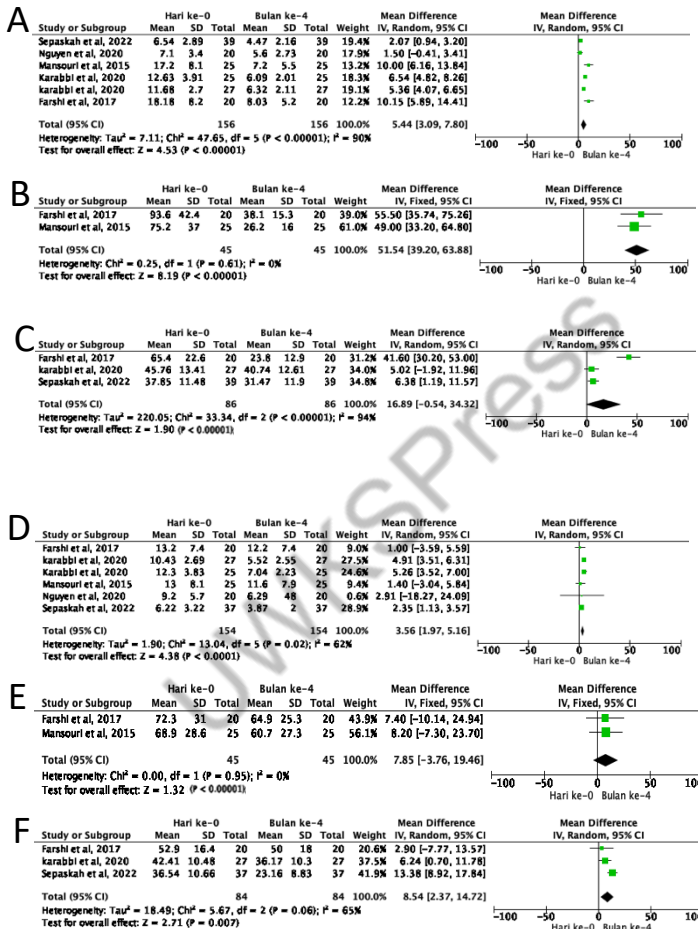 A
Hari ke-0 Bulan ke-4 Mean Difference Mean Difference
Study or Subgroup Mean SD Total Mean SD Total Weight IV, Random, 95% CI IV, Random, 95% CI
Sepaskah et al, 2022 6.54 2.89 39 4.47 2.16 39 19.4% 2.07 [0.94, 3.20]
Nguyen et al, 2020 7.1 3.4 20 5.6 2.73 20 17.9% 1.50 [-0.41, 3.41]
Mansouri et al, 2015 17.2 8.1 25 7.2 5.5 25 13.1% 10.00 [6.16, 13.84]
Karabbi et al, 2020 12.63 3.91 25 6.09 2.01 25 18.3% 6.54 [4.82, 8.26]
karabbi et al, 2020 11.68 2.7 27 6.32 2.11 27 19.1% 5.36 [4.07, 6.65]
Farshi et al, 2017 18.18 8.2 20 8.03 5.2 20 12.2% 10.15 [5.89, 14.41]
Total (95% CI) 156 156 100.0% 5.44 [3.09, 7.80]
Heterogeneity: Tau² = 7.11; Chi² = 47.65, df = 5 (P < 0.00001); I² = 90%
Test for overall effect: Z = 4.53 (P < 0.00001)
-100 -50 0 50 100
Hari ke-0 Bulan ke-4
B
Hari ke-0 Bulan ke-4 Mean Difference Mean Difference
Study or Subgroup Mean SD Total Mean SD Total Weight IV, Fixed, 95% CI IV, Fixed, 95% CI
Farshi et al, 2017 93.6 42.4 20 38.1 15.3 20 39.0% 55.50 [35.74, 75.26]
Mansouri et al, 2015 75.2 37 25 26.2 16 25 61.0% 49.00 [33.20, 64.80]
Total (95% CI) 45 45 100.0% 51.54 [39.20, 63.88]
Heterogeneity: Chi² = 0.25, df = 1 (P = 0.61); I² = 0%
Test for overall effect: Z = 8.19 (P < 0.00001)
-100 -50 0 50 100
Hari ke-0 Bulan ke-4
C
Hari ke-0 Bulan ke-4 Mean Difference Mean Difference
Study or Subgroup Mean SD Total Mean SD Total Weight IV, Random, 95% CI IV, Random, 95% CI
Farshi et al, 2017 65.4 22.6 20 23.8 12.9 20 31.2% 41.60 [30.20, 53.00]
karabbi et al, 2020 45.76 13.41 27 40.74 12.61 27 34.0% 5.02 [-1.92, 11.96]
Sepaskah et al, 2022 37.85 11.48 39 31.47 11.9 39 34.8% 6.38 [1.19, 11.57]
Total (95% CI) 86 86 100.0% 16.89 [-0.54, 34.32]
Heterogeneity: Tau² = 220.05; Chi² = 33.34, df = 2 (P < 0.00001); I² = 94%
Test for overall effect: Z = 1.90 (P < 0.00001)
-100 -50 0 50 100
Hari ke-0 Bulan ke-4
UWKSPress
D
Hari ke-0 Bulan ke-4 Mean Difference Mean Difference
Study or Subgroup Mean SD Total Mean SD Total Weight IV, Random, 95% CI IV, Random, 95% CI
Farshi et al, 2017 13.2 7.4 20 12.2 7.4 20 9.0% 1.00 [-3.59, 5.59]
karabbi et al, 2020 10.43 2.69 27 5.52 2.55 27 27.5% 4.91 [3.51, 6.31]
Karabbi et al, 2020 12.3 3.83 25 7.04 2.23 25 24.6% 5.26 [3.52, 7.00]
Mansouri et al, 2015 13 8.1 25 11.6 7.9 25 9.4% 1.40 [-3.04, 5.84]
Nguyen et al, 2020 9.2 5.7 20 6.29 48 20 0.6% 2.91 [-18.27, 24.09]
Sepaskah et al, 2022 6.22 3.22 37 3.87 2 37 28.9% 2.35 [1.13, 3.57]
Total (95% CI) 154 154 100.0% 3.56 [1.97, 5.16]
Heterogeneity: Tau² = 1.90; Chi² = 13.04, df = 5 (P = 0.02); I² = 62%
Test for overall effect: Z = 4.38 (P < 0.0001)
-100 -50 0 50 100
Hari ke-0 Bulan ke-4
E
Hari ke-0 Bulan ke-4 Mean Difference Mean Difference
Study or Subgroup Mean SD Total Mean SD Total Weight IV, Fixed, 95% CI IV, Fixed, 95% CI
Farshi et al, 2017 72.3 31 20 64.9 25.3 20 43.9% 7.40 [-10.14, 24.94]
Mansouri et al, 2015 68.9 28.6 25 60.7 27.3 25 56.1% 8.20 [-7.30, 23.70]
Total (95% CI) 45 45 100.0% 7.85 [-3.76, 19.46]
Heterogeneity: Chi² = 0.00, df = 1 (P = 0.95); I² = 0%
Test for overall effect: Z = 1.32 (P < 0.00001)
-100 -50 0 50 100
Hari ke-0 Bulan ke-4
F
Hari ke-0 Bulan ke-4 Mean Difference Mean Difference
Study or Subgroup Mean SD Total Mean SD Total Weight IV, Random, 95% CI IV, Random, 95% CI
Farshi et al, 2017 52.9 16.4 20 50 18 20 20.6% 2.90 [-7.77, 13.57]
karabbi et al, 2020 42.41 10.48 27 36.17 10.3 27 37.5% 6.24 [0.70, 11.78]
Sepaskah et al, 2022 36.54 10.66 37 23.16 8.83 37 41.9% 13.38 [8.92, 17.84]
Total (95% CI) 84 84 100.0% 8.54 [2.37, 14.72]
Heterogeneity: Tau² = 18.49; Chi² = 5.67, df = 2 (P = 0.06); I² = 65%
Test for overall effect: Z = 2.71 (P = 0.007)
-100 -50 0 50 100
Hari ke-0 Bulan ke-4